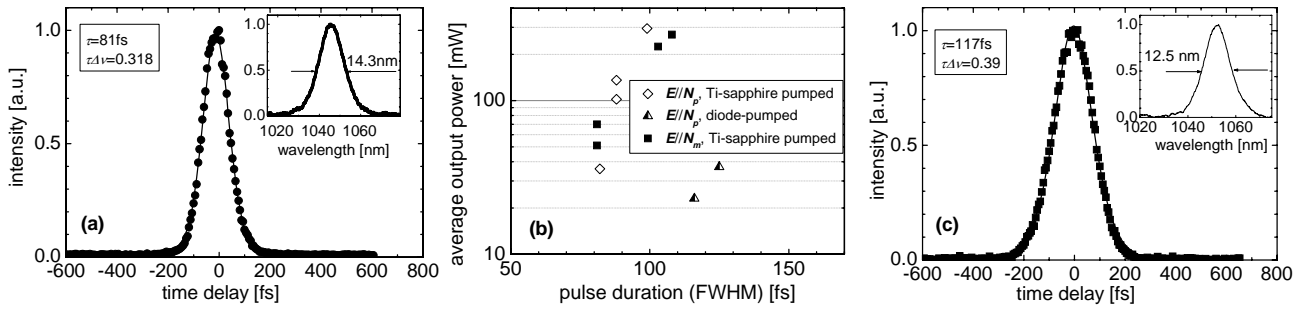 (a)
intensity [a.u.]
1.0
0.5
0.0
τ=81fs
τΔν=0.318
1.0
0.5
0.0
14.3nm
1020 1040 1060
wavelength [nm]
-600 -400 -200 0 200 400 600 800
time delay [fs]
(b)
average output power [mW]
100
10
E//Np, Ti-sapphire pumped
E//Np, diode-pumped
E//Nm, Ti-sapphire pumped
50 100 150
pulse duration (FWHM) [fs]
(c)
intensity [a.u.]
1.0
0.5
0.0
τ=117fs
τΔν=0.39
1.0
0.5
0.0
12.5 nm
1020 1040 1060
wavelength [nm]
-600 -400 -200 0 200 400 600 800
time delay [fs]